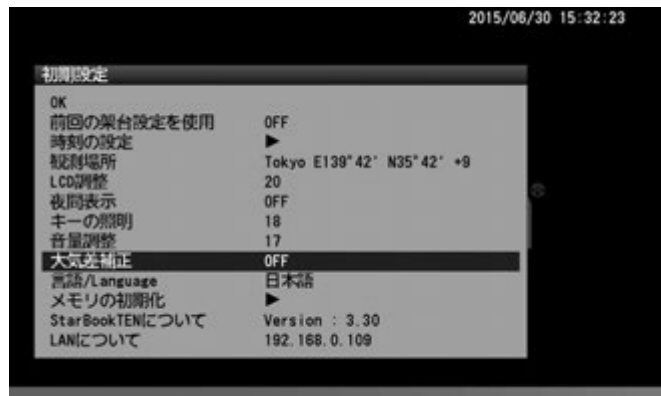 2015/06/30 15:32:23
初期設定
OK
前回の架台設定を使用 OFF
時刻の設定 ▶
観測場所 Tokyo E139°42′ N35°42′ +9
LCD調整 20
夜間表示 OFF
キーの照明 18
音量調整 17
大気差補正 OFF
言語/Language 日本語
メモリの初期化 ▶
StarBookTENについて Version : 3.30
LANについて 192.168.0.109
®